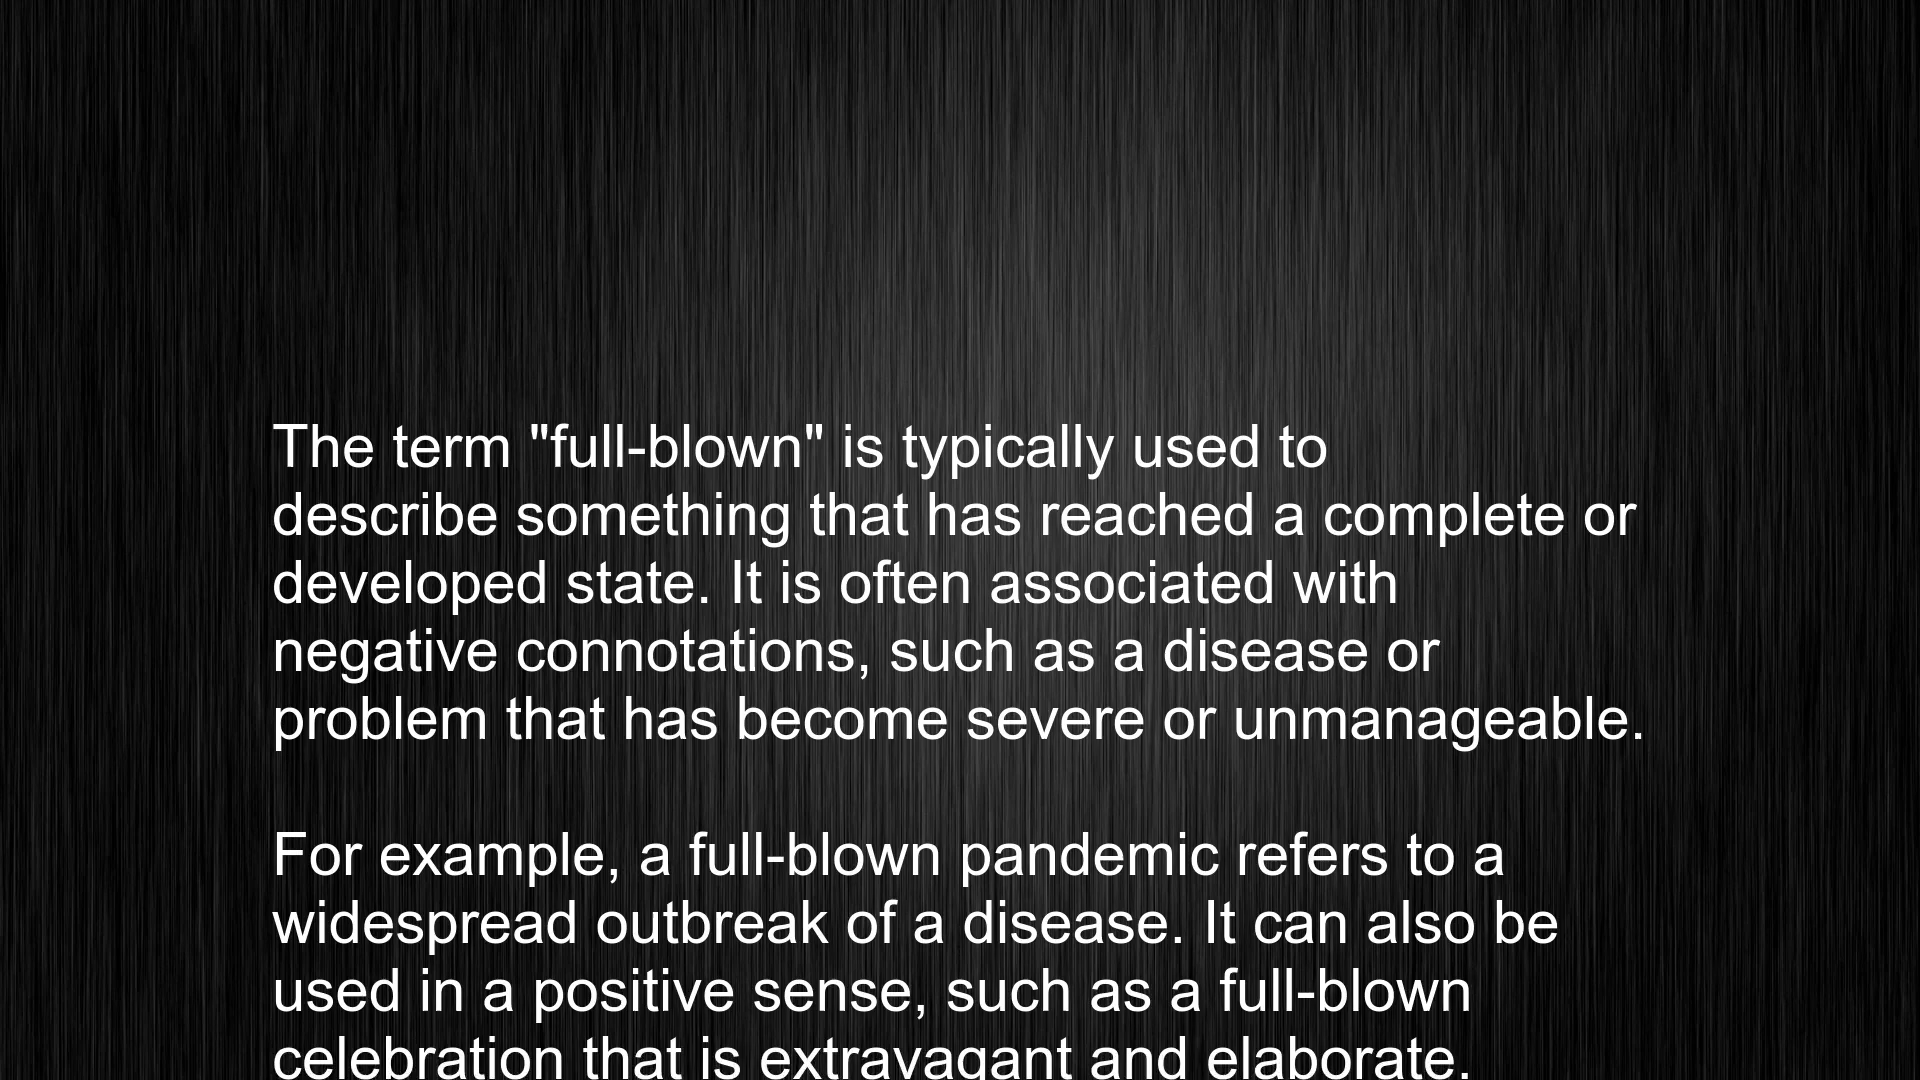 The term "full-blown" is typically used to
describe something that has reached a complete or
developed state. It is often associated with
negative connotations, such as a disease or
problem that has become severe or unmanageable.
For example, a full-blown pandemic refers to a
widespread outbreak of a disease. It can also be
used in a positive sense, such as a full-blown
celebration that is extravagant and elaborate.